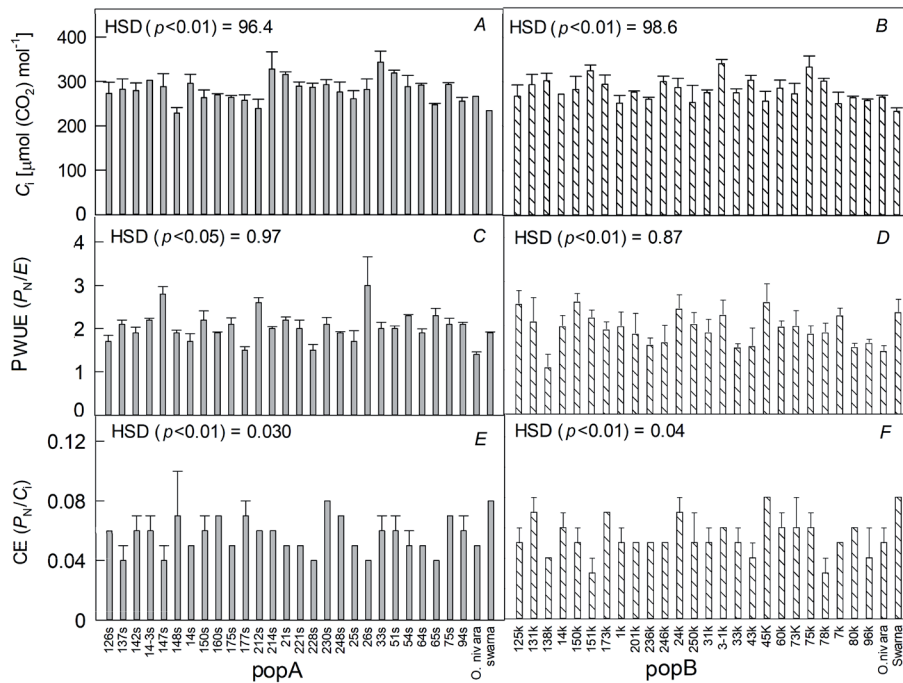 HSD (p<0.01) = 96.4
A
HSD (p<0.01) = 98.6
B
Ci [μmol (CO2) mol-1]
400
300
200
100
0
HSD (p<0.05) = 0.97
C
HSD (p<0.01) = 0.87
D
PWUE (PN/E)
4
3
2
1
0
HSD (p<0.01) = 0.030
E
HSD (p<0.01) = 0.04
F
CE (PN/Ci)
0.12
0.08
0.04
0
126s 137s 142s 14-3s 147s 148s 14s 150s 160s 175s 177s 212s 214s 21s 221s 228s 230s 248s 25s 26s 33s 51s 54s 64s 65s 75s 94s O. nivara swarna
125k 131k 138k 14k 150k 151k 173k 1k 201k 236k 246k 24k 250k 31k 3-1k 33k 43k 45K 60k 73K 75k 78k 7k 80k 96k O. nivara Swarna
popA
popB